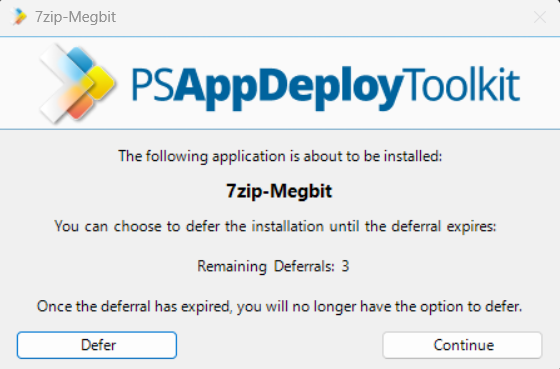 7zip-Megbit
PSAppDeployToolkit
The following application is about to be installed:
7zip-Megbit
You can choose to defer the installation until the deferral expires:
Remaining Deferrals: 3
Once the deferral has expired, you will no longer have the option to defer.
Defer
Continue